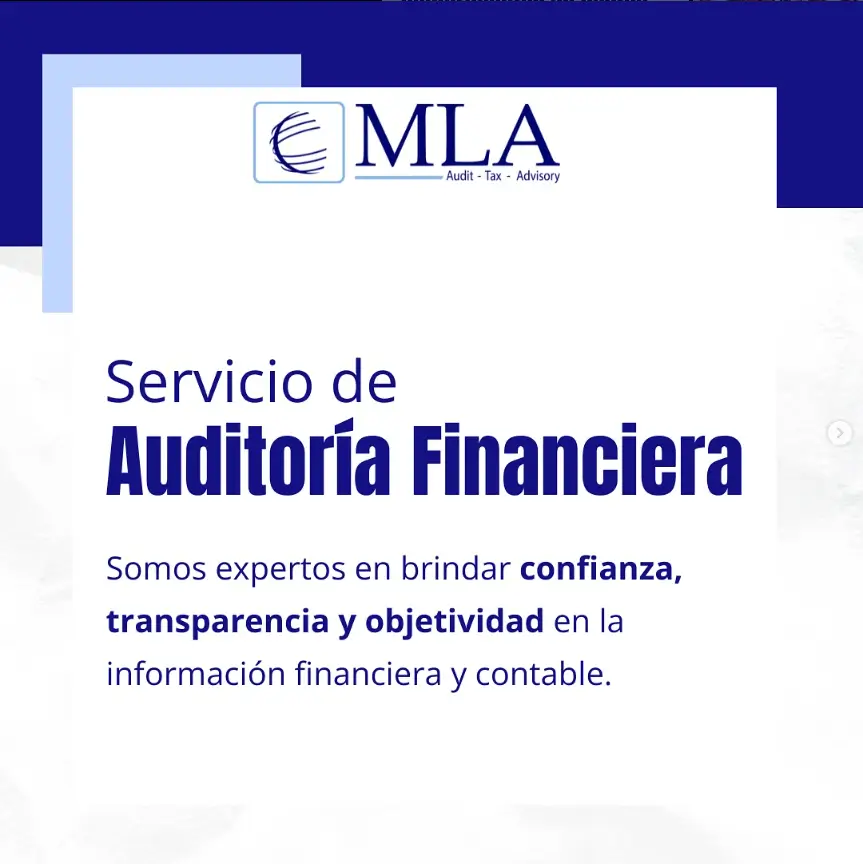 MLA
Audit - Tax - Advisory
Servicio de
Auditoría Financiera
Somos expertos en brindar confianza,
transparencia y objetividad en la
información financiera y contable.